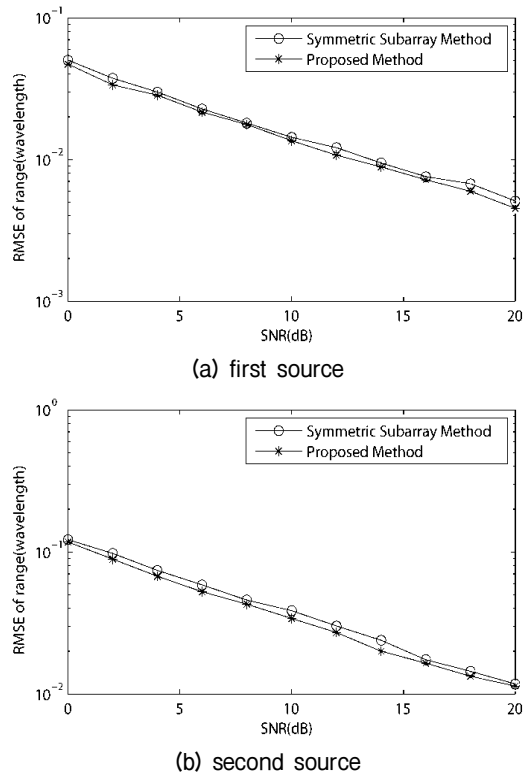 10^-1
Symmetric Subarray Method
Proposed Method
10^-2
10^-3
RMSE of range(wavelength)
0 5 10 15 20
SNR(dB)
(a) first source
10^0
Symmetric Subarray Method
Proposed Method
10^-1
10^-2
RMSE of range(wavelength)
0 5 10 15 20
SNR(dB)
(b) second source